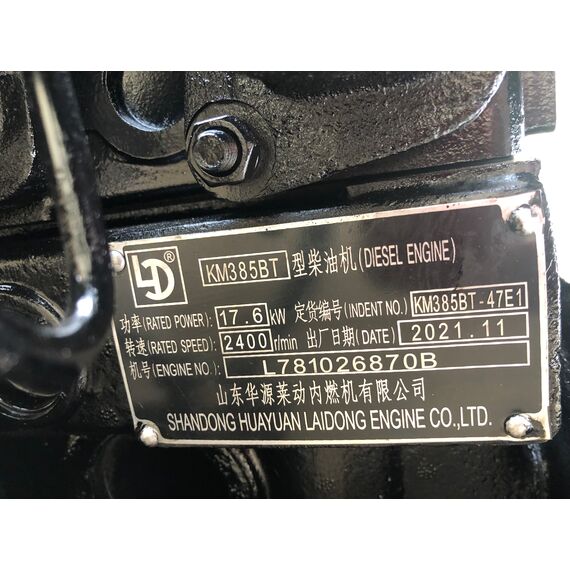 LD® KM385BT 型柴油机(DIESEL ENGINE)
功率(RATED POWER): 17.6 kW 定货编号(INDENT NO.) KM385BT-47E1
转速(RATED SPEED): 2400 r/min 出厂日期(DATE) 2021.11
机号(ENGINE NO.) L781026870B
山东华源莱动内燃机有限公司
SHANDONG HUAYUAN LAIDONG ENGINE CO.,LTD.